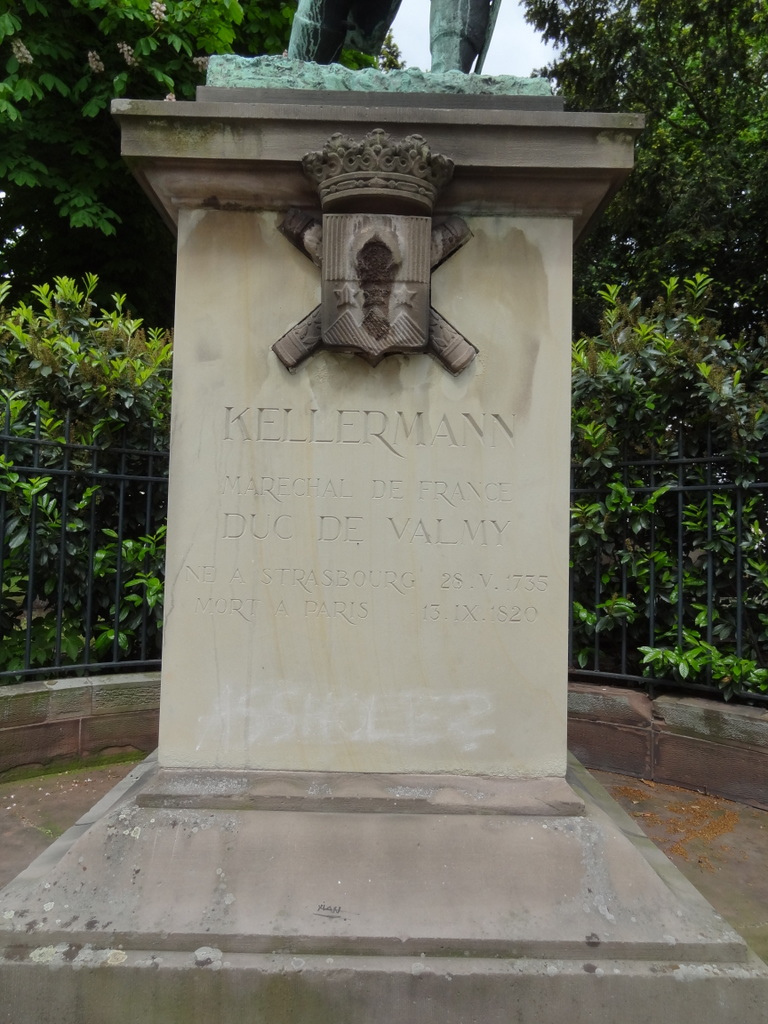 KELLERMANN
MARECHAL DE FRANCE
DUC DE VALMY
NE A STRASBOURG 28.V.1735
MORT A PARIS 13.IX.1820